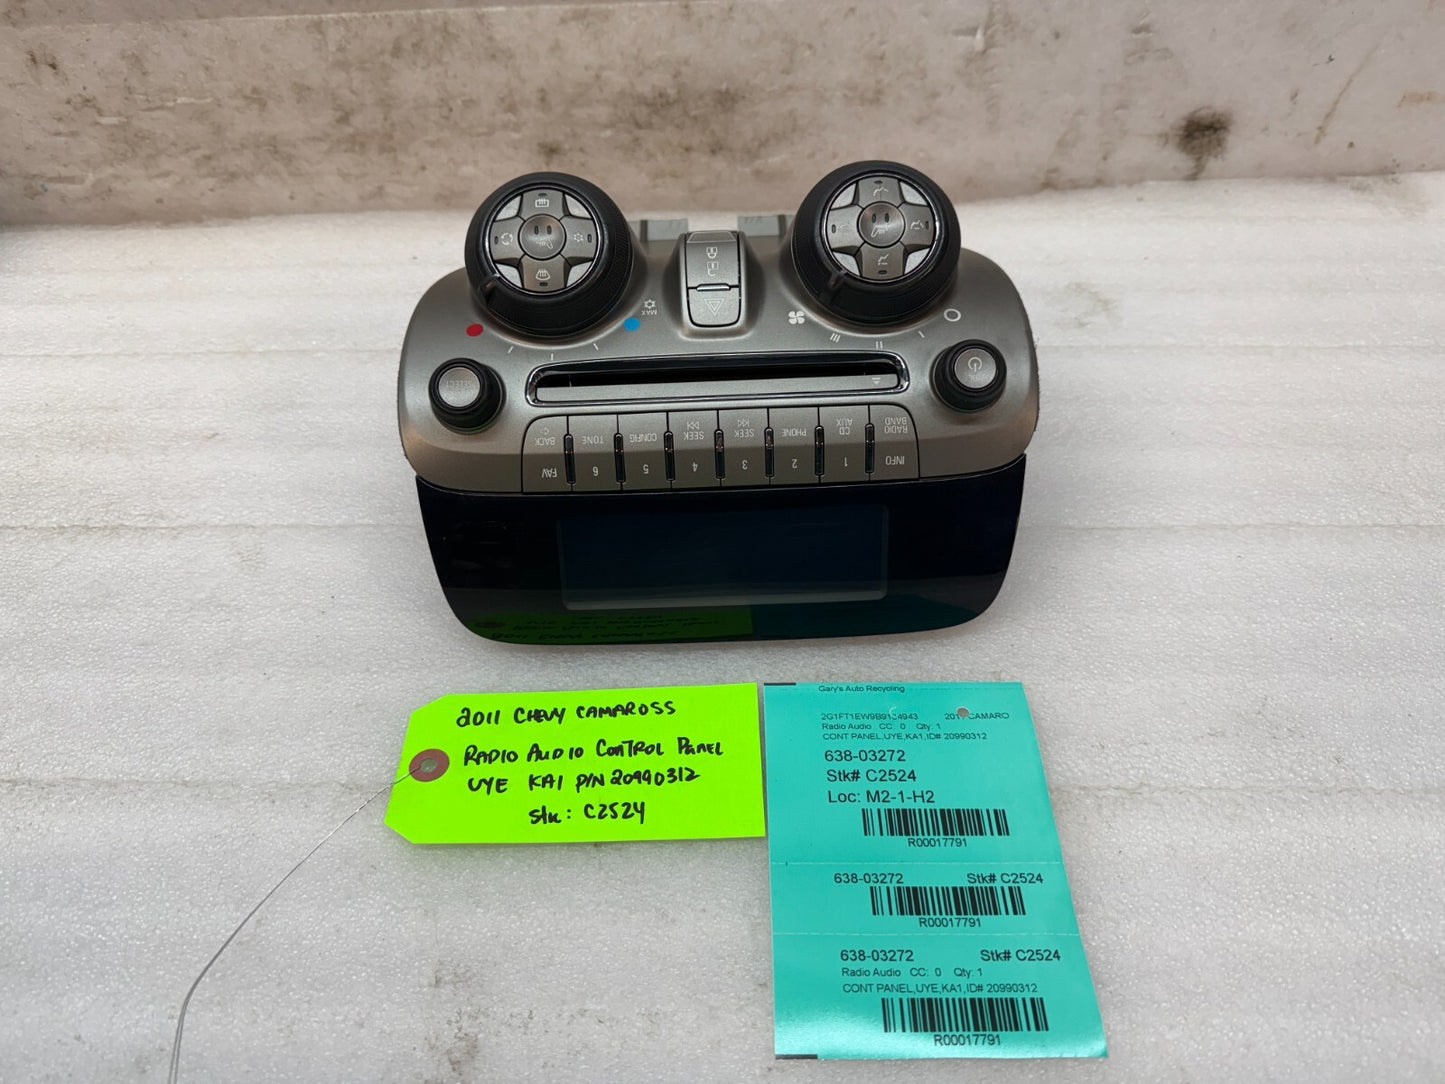 MAX
SELECT
BACK
TONE
CONFIG
SEEK
SEEK
PHONE
CD
AUX
RADIO
BAND
FAV
6
5
4
3
2
1
INFO
2011 CHEVY CAMAROSS
RADIO AUDIO CONTROL PANEL
UYE KA1 P/N 20990312
Stk: C2524
Gary's Auto Recycling
CAMARO
Radio Audio CC: 0 Qty: 1
CONT PANEL,UYE,KA1,ID# 20990312
638-03272
Stk# C2524
Loc: M2-1-H2
R00017791
638-03272 Stk# C2524
R00017791
638-03272 Stk# C2524
Radio Audio CC: 0 Qty: 1
CONT PANEL,UYE,KA1,ID# 20990312
R00017791